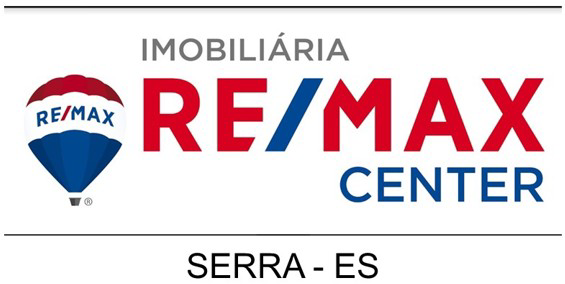 IMOBILIÁRIA
RE/MAX
RE/MAX
CENTER
®
SERRA - ES